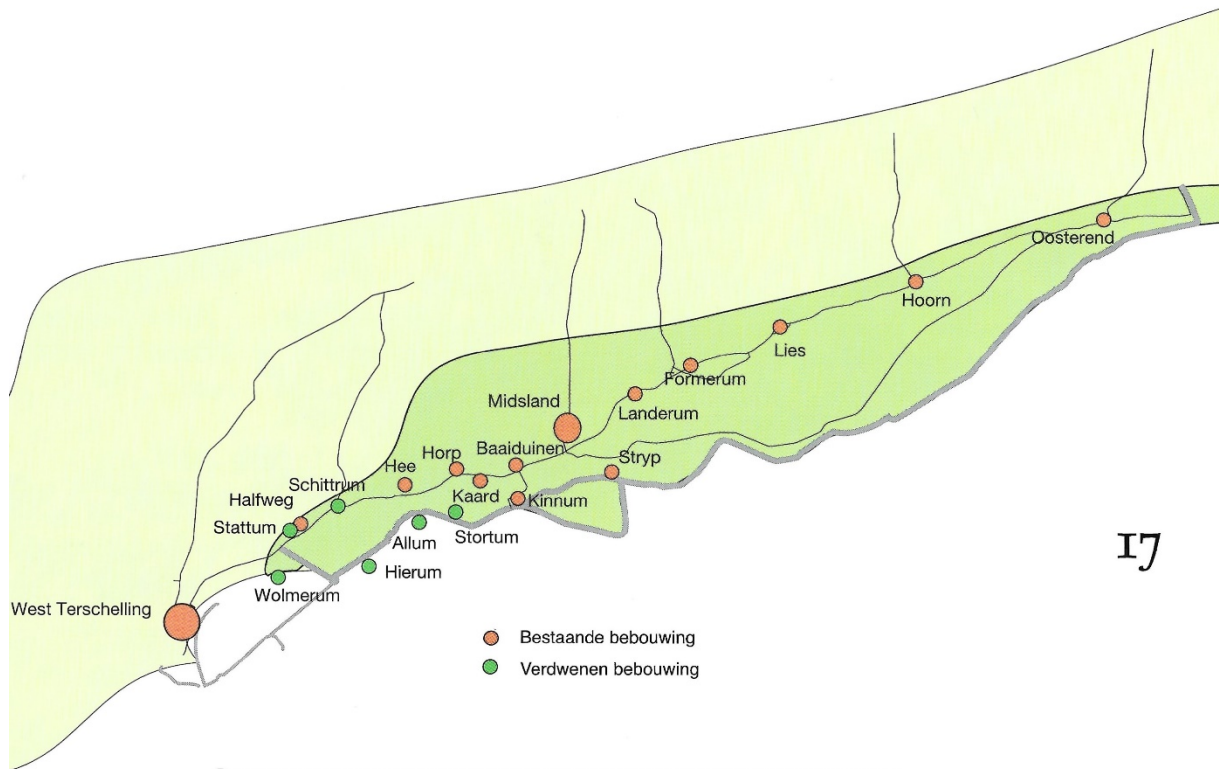 Oosterend
Hoorn
Lies
Formerum
Midsland
Landerum
Baaiduinen
Horp
Stryp
Hee
Schittrum
Kaard
Kinnum
Halfweg
Stattum
Stortum
Allum
17
Hierum
Wolmerum
West Terschelling
Bestaande bebouwing
Verdwenen bebouwing